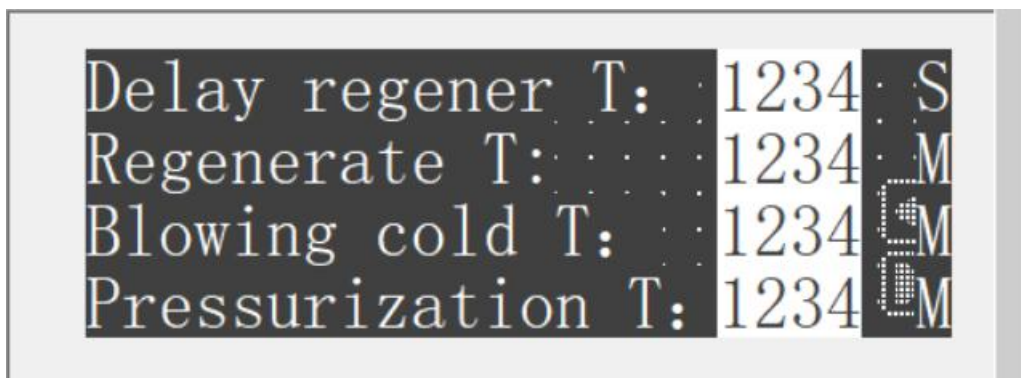 Delay regener T： 1234 S
Regenerate T: 1234 M
Blowing cold T： 1234 M
Pressurization T： 1234 M